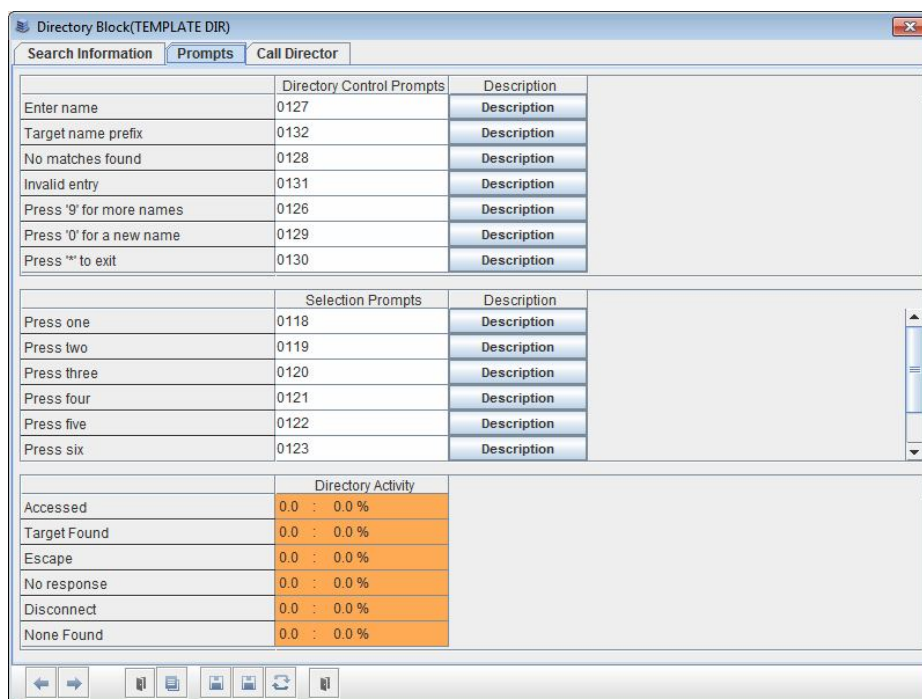 Directory Block(TEMPLATE DIR)
Search Information Prompts Call Director
Directory Control Prompts Description
Enter name 0127 Description
Target name prefix 0132 Description
No matches found 0128 Description
Invalid entry 0131 Description
Press '9' for more names 0126 Description
Press '0' for a new name 0129 Description
Press '*' to exit 0130 Description
Selection Prompts Description
Press one 0118 Description
Press two 0119 Description
Press three 0120 Description
Press four 0121 Description
Press five 0122 Description
Press six 0123 Description
Directory Activity
Accessed 0.0 : 0.0 %
Target Found 0.0 : 0.0 %
Escape 0.0 : 0.0 %
No response 0.0 : 0.0 %
Disconnect 0.0 : 0.0 %
None Found 0.0 : 0.0 %